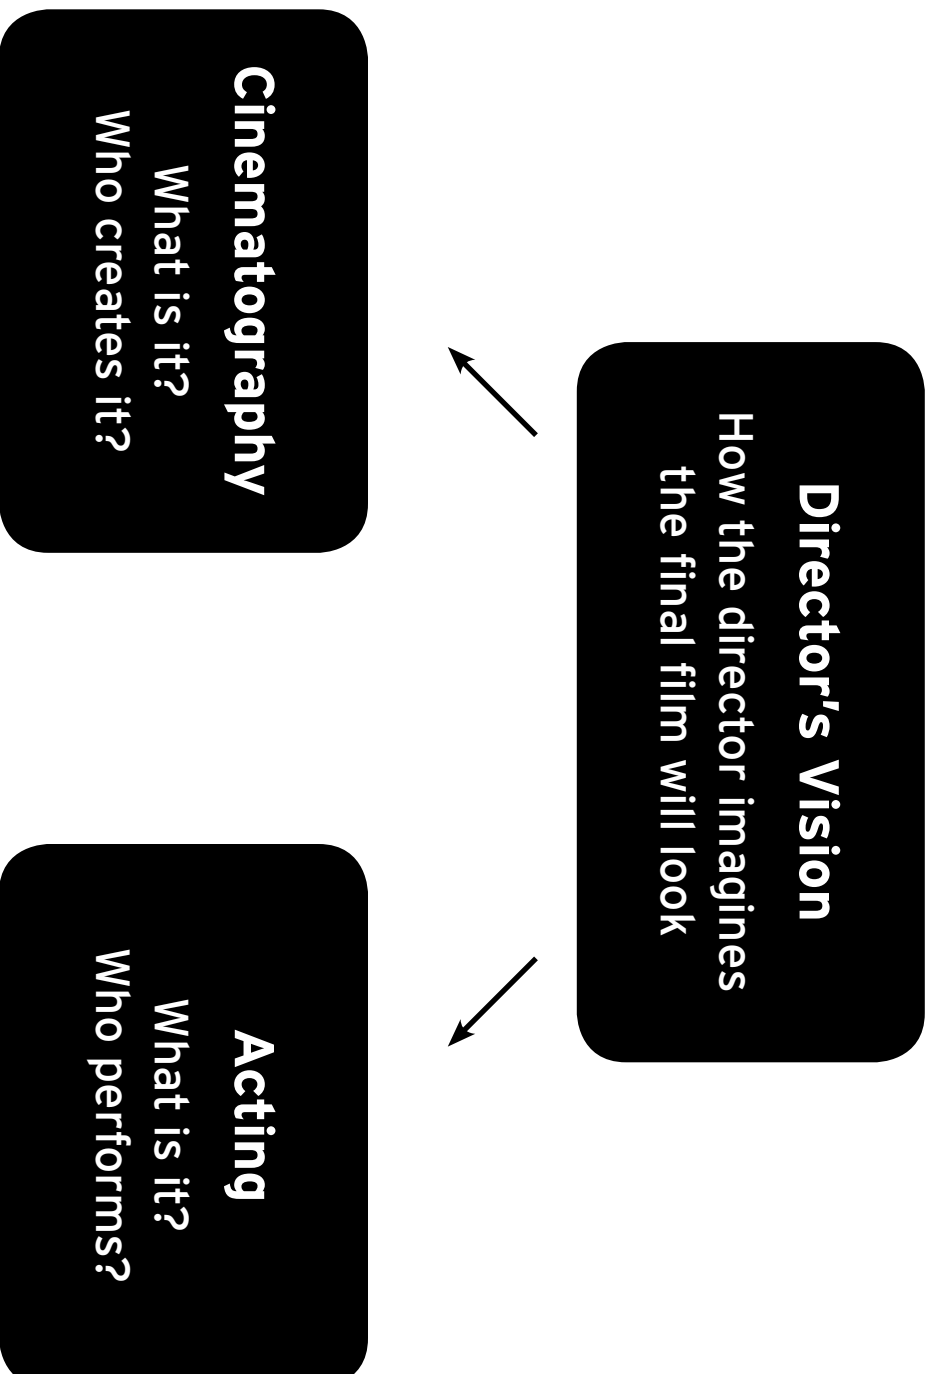 Director’s Vision
How the director imagines
the final film will look
Cinematography
What is it?
Who creates it?
Acting
What is it?
Who performs?